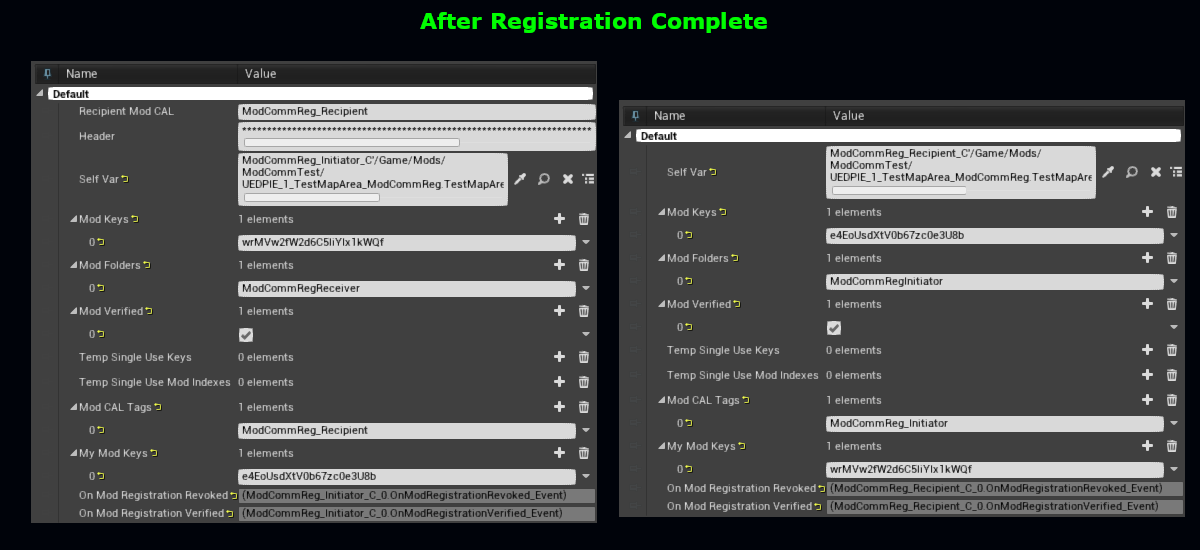 After Registration Complete
Name Value
Default
Recipient Mod CAL ModCommReg_Recipient
Header **********************************************************************
Self Var ModCommReg_Initiator_C'/Game/Mods/
ModCommTest/
UEDPIE_1_TestMapArea_ModCommReg.TestMapAre
Mod Keys 1 elements
0 wrMVw2fW2d6C5IiYIx1kWQf
Mod Folders 1 elements
0 ModCommRegReceiver
Mod Verified 1 elements
0
Temp Single Use Keys 0 elements
Temp Single Use Mod Indexes 0 elements
Mod CAL Tags 1 elements
0 ModCommReg_Recipient
My Mod Keys 1 elements
0 e4EoUsdXtV0b67zc0e3U8b
On Mod Registration Revoked (ModCommReg_Initiator_C_0.OnModRegistrationRevoked_Event)
On Mod Registration Verified (ModCommReg_Initiator_C_0.OnModRegistrationVerified_Event)
Name Value
Default
Self Var ModCommReg_Recipient_C'/Game/Mods/
ModCommTest/
UEDPIE_1_TestMapArea_ModCommReg.TestMapAre
Mod Keys 1 elements
0 e4EoUsdXtV0b67zc0e3U8b
Mod Folders 1 elements
0 ModCommRegInitiator
Mod Verified 1 elements
0
Temp Single Use Keys 0 elements
Temp Single Use Mod Indexes 0 elements
Mod CAL Tags 1 elements
0 ModCommReg_Initiator
My Mod Keys 1 elements
0 wrMVw2fW2d6C5IiYIx1kWQf
On Mod Registration Revoked (ModCommReg_Recipient_C_0.OnModRegistrationRevoked_Event)
On Mod Registration Verified (ModCommReg_Recipient_C_0.OnModRegistrationVerified_Event)